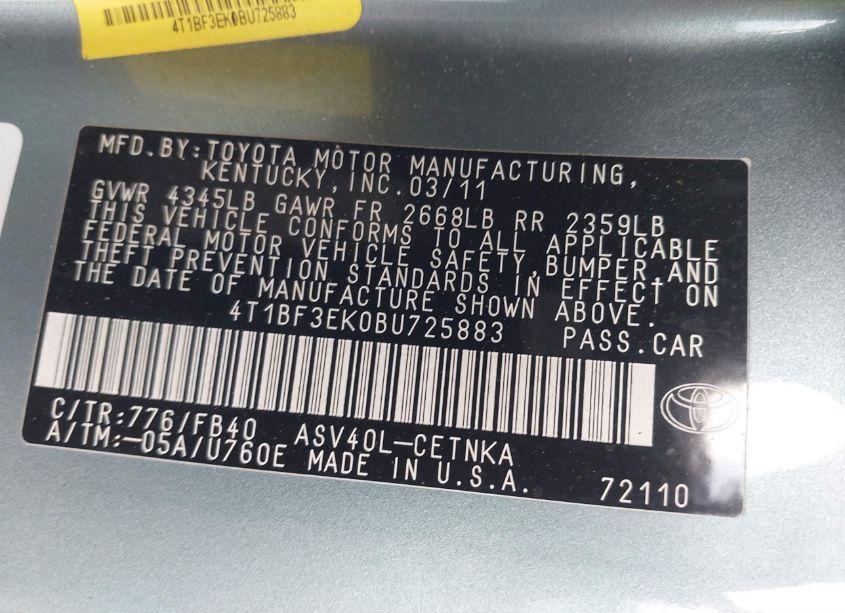 4T1BF3EK0BU725883
MFD.BY:TOYOTA MOTOR MANUFACTURING,
KENTUCKY,INC.03/11
GVWR 4345LB GAWR FR 2668LB RR 2359LB
THIS VEHICLE CONFORMS TO ALL APPLICABLE
FEDERAL MOTOR VEHICLE SAFETY,BUMPER,AND
THEFT PREVENTION STANDARDS IN EFFECT ON
THE DATE OF MANUFACTURE SHOWN ABOVE.
4T1BF3EK0BU725883 PASS.CAR
C/TR:776/FB40 ASV40L-CETNKA
A/TM:-05A/U760E MADE IN U.S.A. 72110